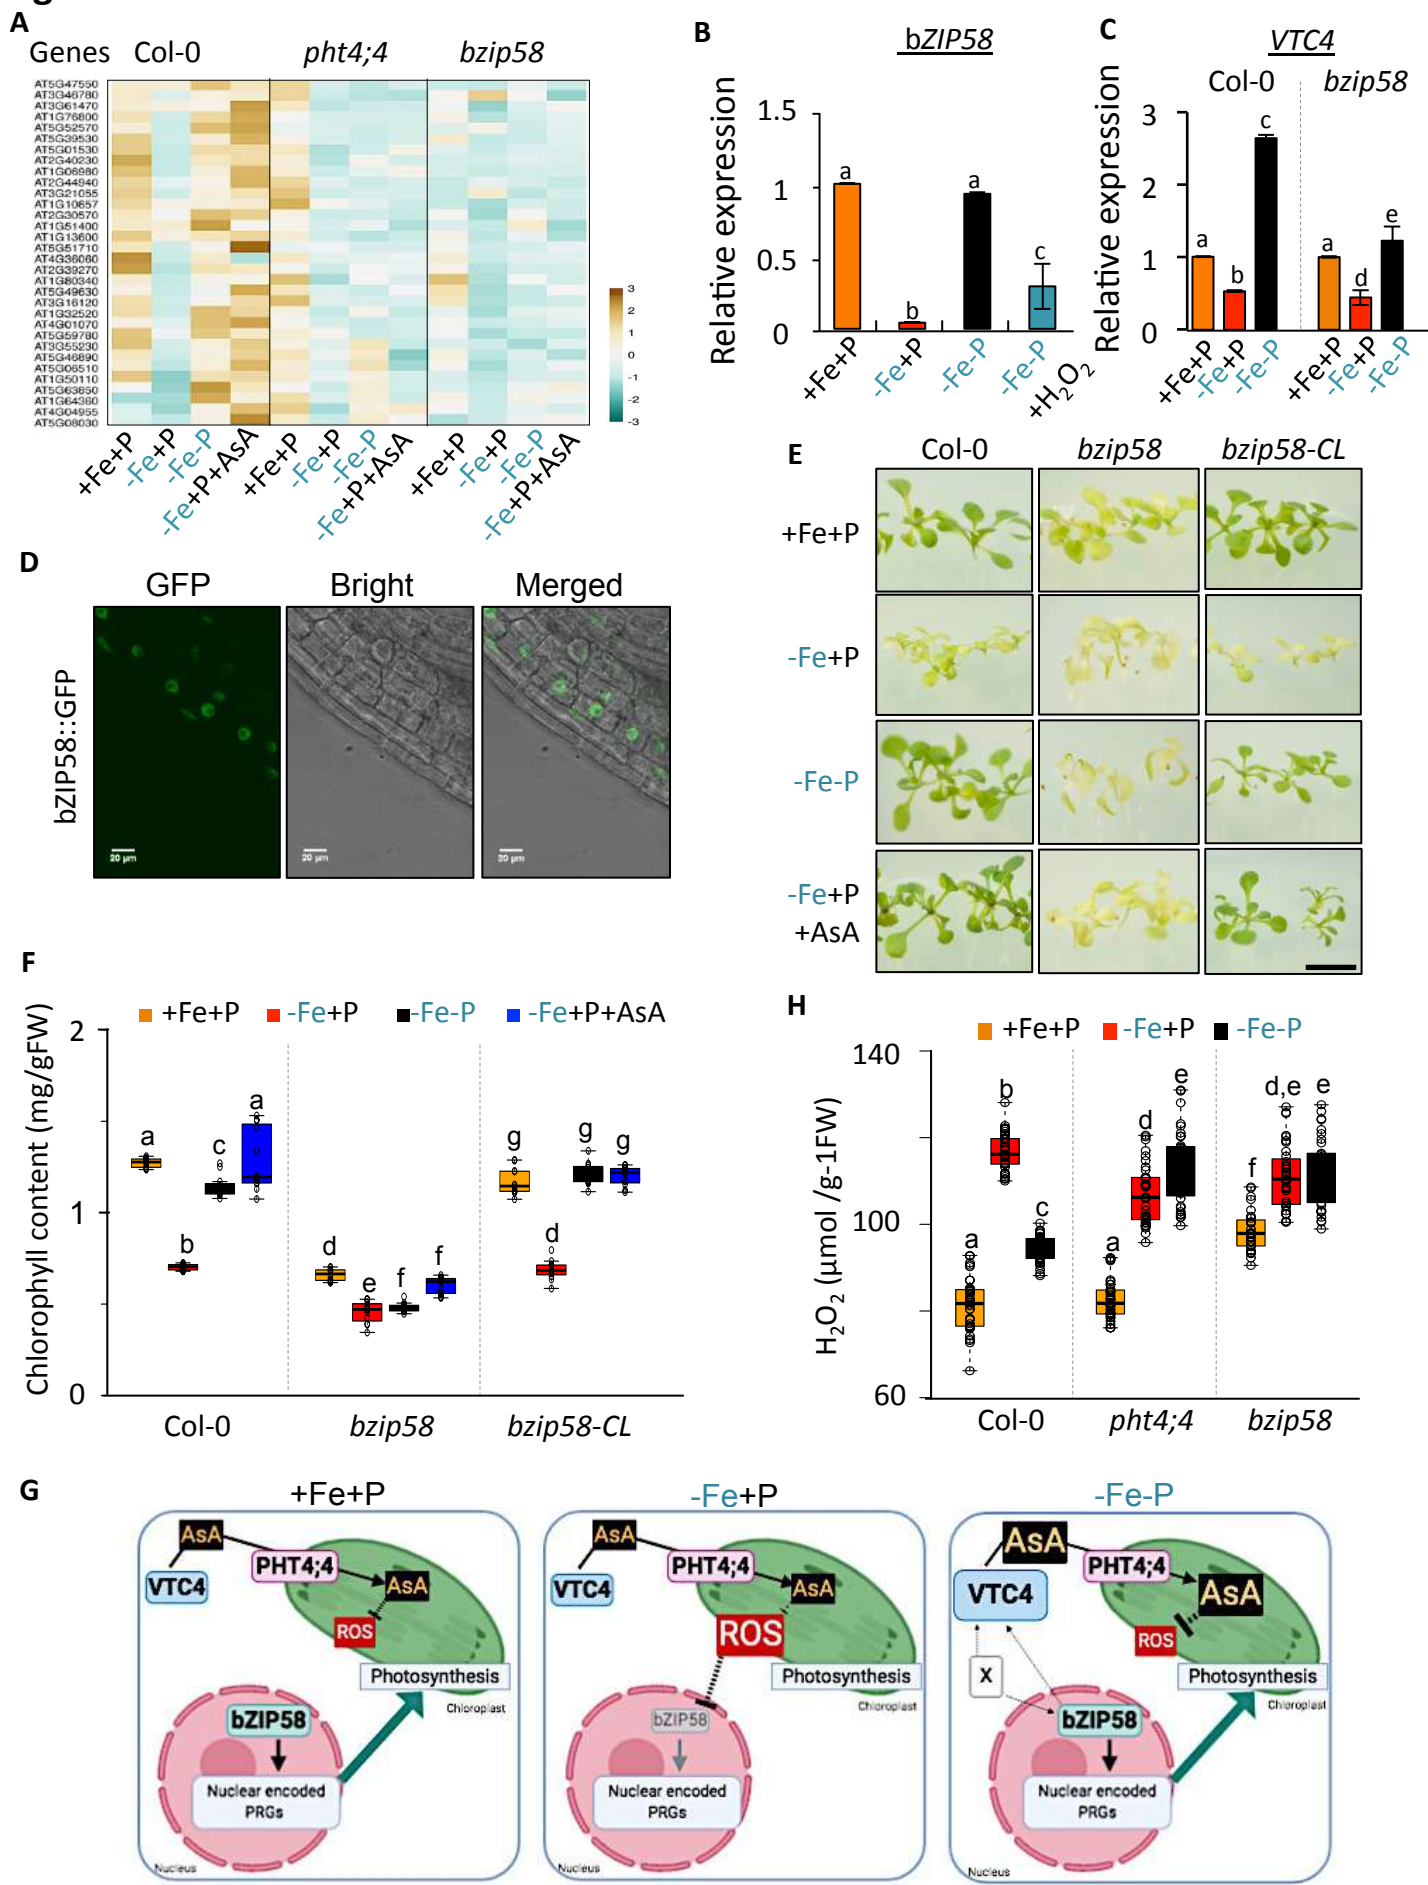 A
Genes Col-0 pht4;4 bzip58
AT5G47550
AT3G46780
AT3G61470
AT1G76800
AT5G52570
AT5G39530
AT5G01530
AT2G40230
AT1G06980
AT2G44940
AT3G21055
AT1G10657
AT2G30570
AT1G51400
AT1G13600
AT5G51710
AT4G36060
AT2G39270
AT1G80340
AT5G49630
AT3G16120
AT1G32520
AT4G01070
AT5G59780
AT3G55230
AT5G46890
AT5G06510
AT1G50110
AT5G63850
AT1G64360
AT4G04955
AT5G08030
3
2
1
0
-1
-2
-3
+Fe+P -Fe+P -Fe-P -Fe+P+AsA +Fe+P -Fe+P -Fe-P -Fe+P+AsA +Fe+P -Fe+P -Fe-P -Fe+P+AsA
B
bZIP58
Relative expression
1.5
1
0.5
0
a b a c
+Fe+P -Fe+P -Fe-P -Fe-P
+H2O2
C
VTC4
Col-0 bzip58
Relative expression
3
2
1
0
a b c a d e
+Fe+P -Fe+P -Fe-P +Fe+P -Fe+P -Fe-P
D
GFP Bright Merged
bZIP58::GFP
20 µm 20 µm 20 µm
E
Col-0 bzip58 bzip58-CL
+Fe+P
-Fe+P
-Fe-P
-Fe+P
+AsA
F
+Fe+P -Fe+P -Fe-P -Fe+P+AsA
Chlorophyll content (mg/gFW)
2
1
0
a b c a d e f f g d g g
Col-0 bzip58 bzip58-CL
H
+Fe+P -Fe+P -Fe-P
H2O2 (µmol /g-1FW)
140
100
60
a b c a d e f d,e e
Col-0 pht4;4 bzip58
G
+Fe+P
AsA
PHT4;4
VTC4
AsA
ROS
Photosynthesis
Chloroplast
bZIP58
Nuclear encoded
PRGs
Nucleus
-Fe+P
AsA
PHT4;4
VTC4
AsA
ROS
Photosynthesis
Chloroplast
bZIP58
Nuclear encoded
PRGs
Nucleus
-Fe-P
AsA
PHT4;4
VTC4
AsA
ROS
X
Photosynthesis
Chloroplast
bZIP58
Nuclear encoded
PRGs
Nucleus